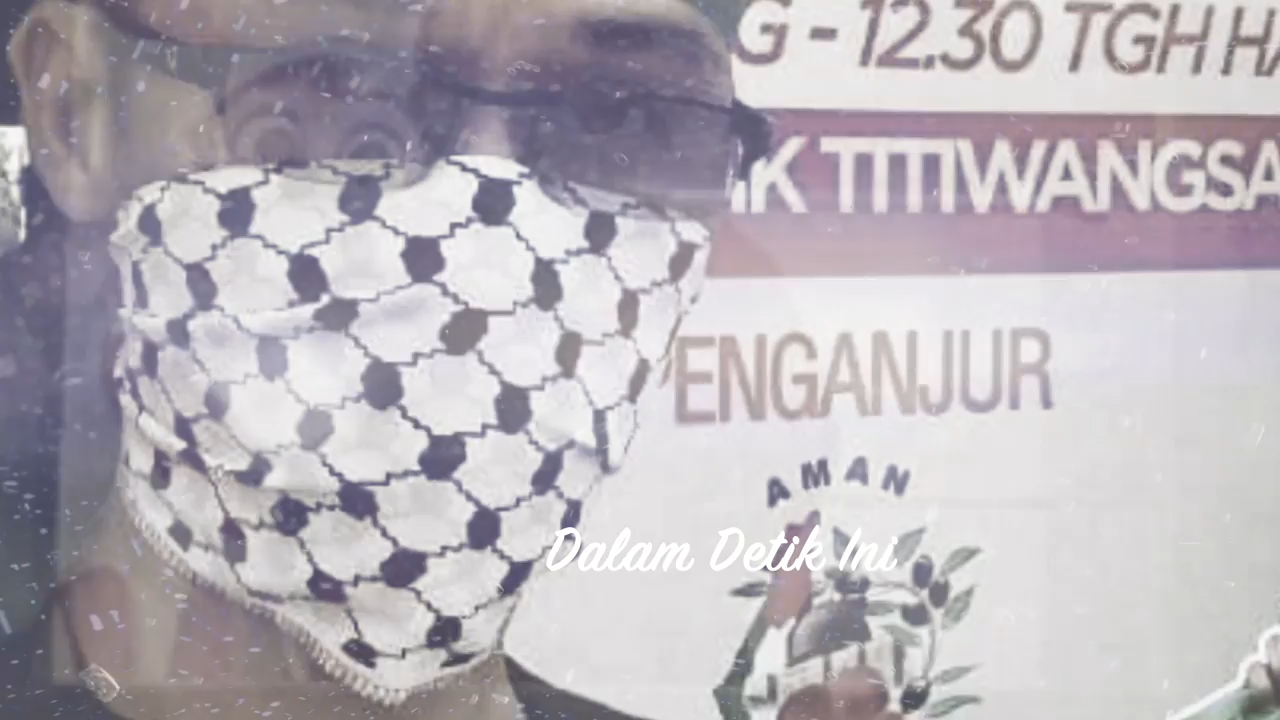 G - 12.30 TGH HA
K TITIWANGSA
ENGANJUR
AMAN
Dalam Detik Ini